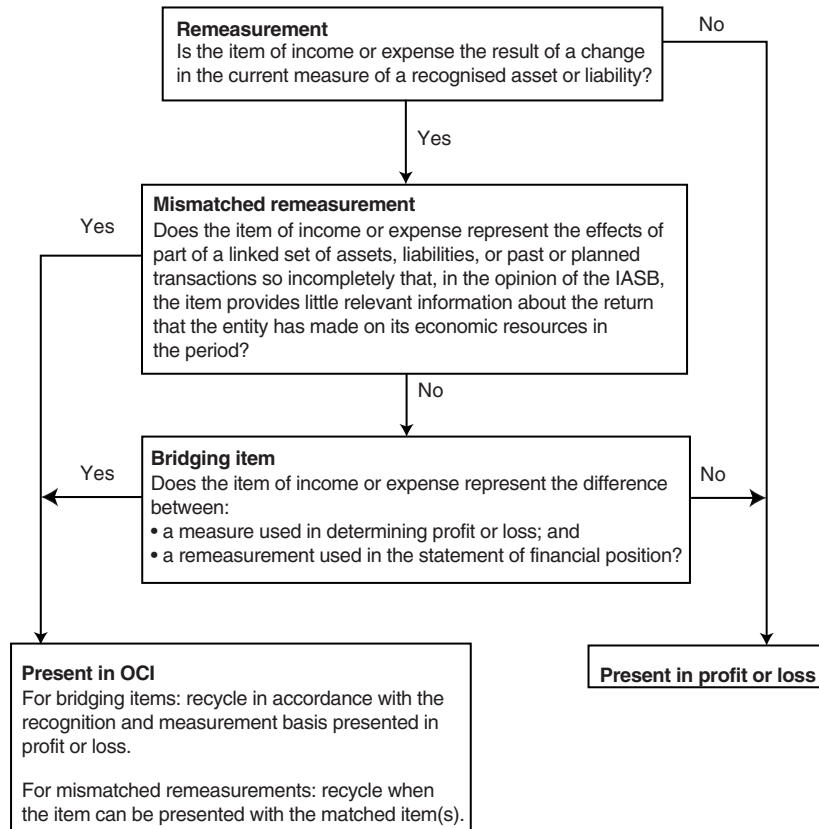 Remeasurement
Is the item of income or expense the result of a change
in the current measure of a recognised asset or liability?
No
Yes
Mismatched remeasurement
Does the item of income or expense represent the effects of
part of a linked set of assets, liabilities, or past or planned
transactions so incompletely that, in the opinion of the IASB,
the item provides little relevant information about the return
that the entity has made on its economic resources in
the period?
Yes
No
Bridging item
Does the item of income or expense represent the difference
between:
• a measure used in determining profit or loss; and
• a remeasurement used in the statement of financial position?
Yes
No
Present in OCI
For bridging items: recycle in accordance with the
recognition and measurement basis presented in
profit or loss.
For mismatched remeasurements: recycle when
the item can be presented with the matched item(s).
Present in profit or loss